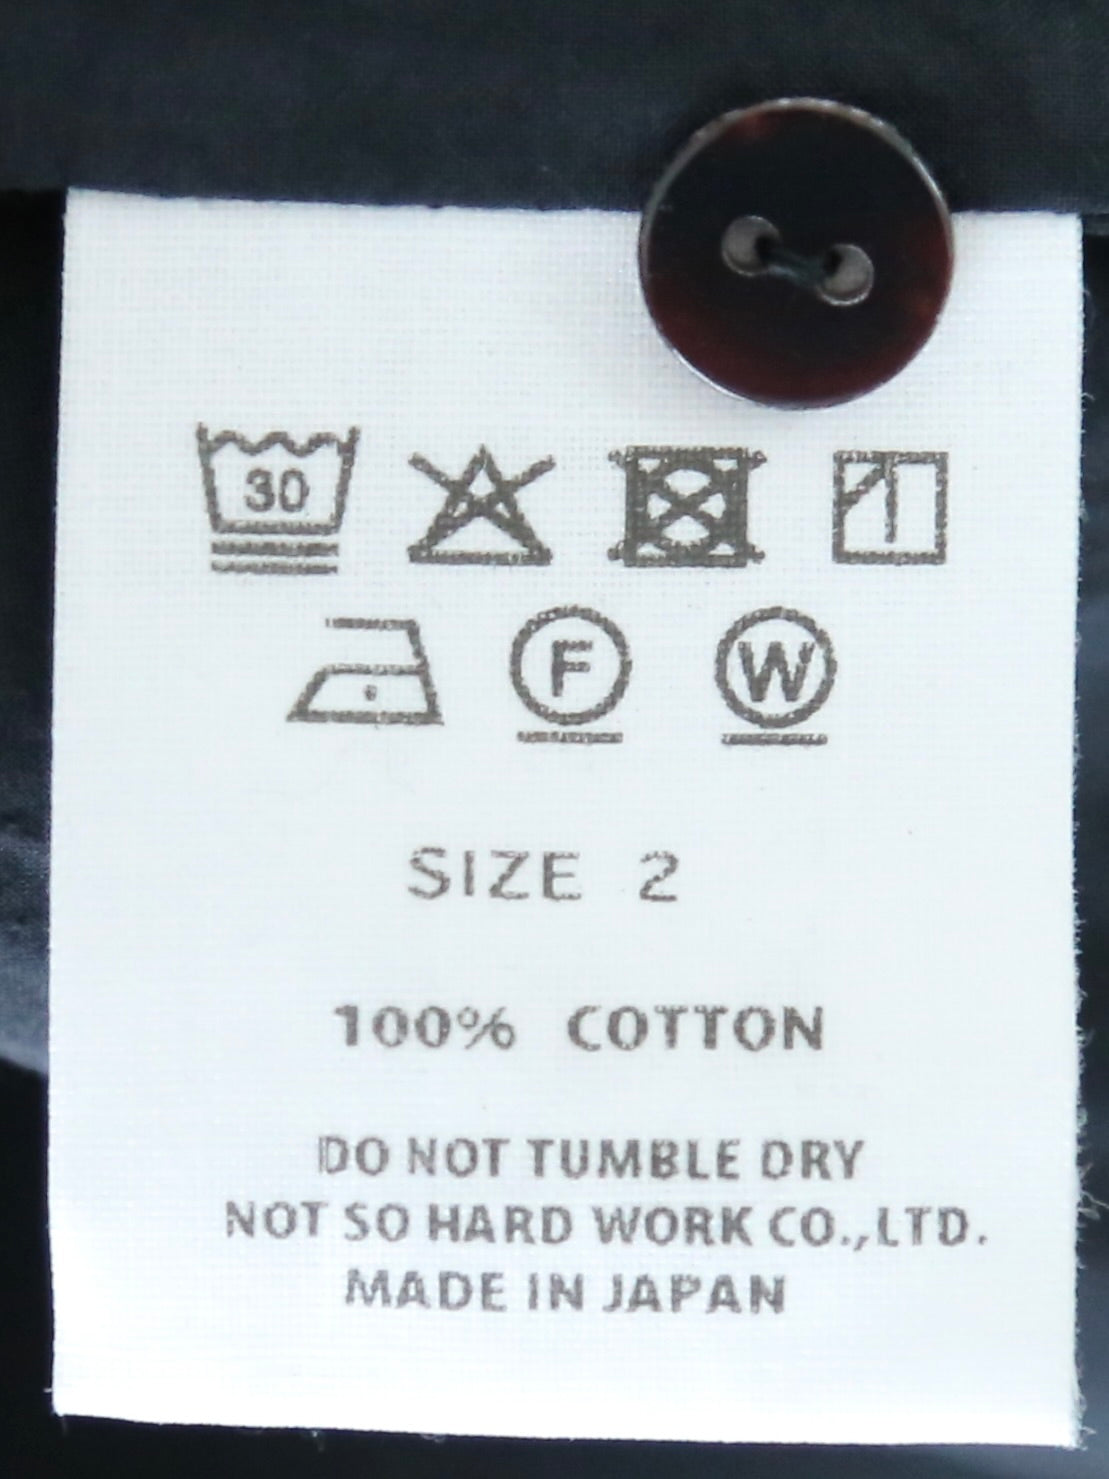 30
F W
SIZE 2
100% COTTON
DO NOT TUMBLE DRY
NOT SO HARD WORK CO.,LTD.
MADE IN JAPAN